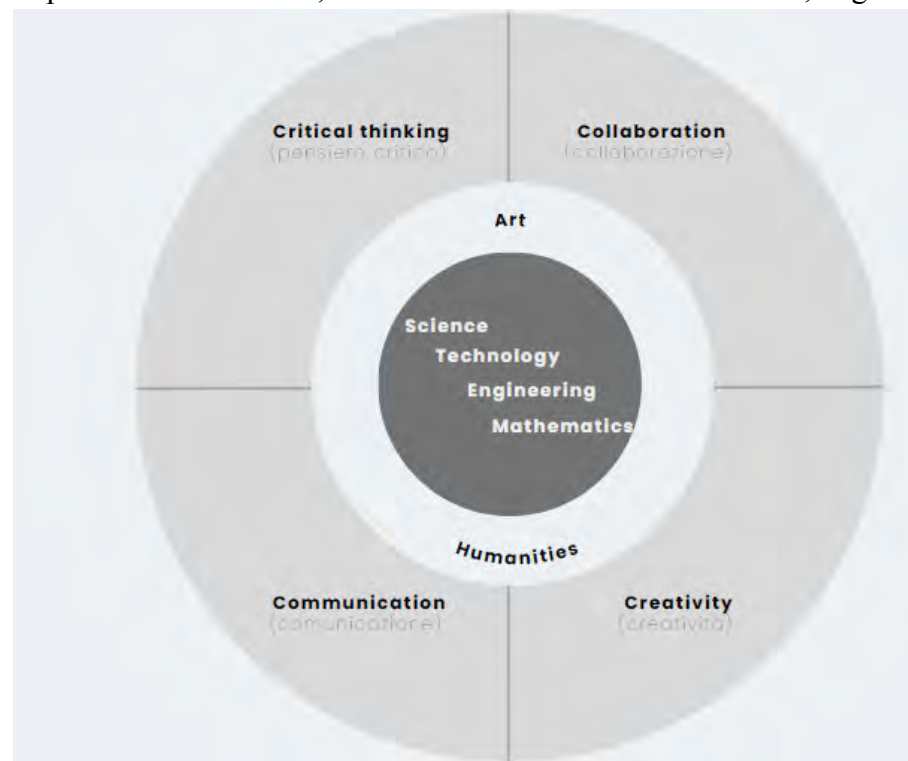 Critical thinking
(pensiero critico)
Collaboration
(collaborazione)
Art
Science
Technology
Engineering
Mathematics
Humanities
Communication
(comunicazione)
Creativity
(creatività)